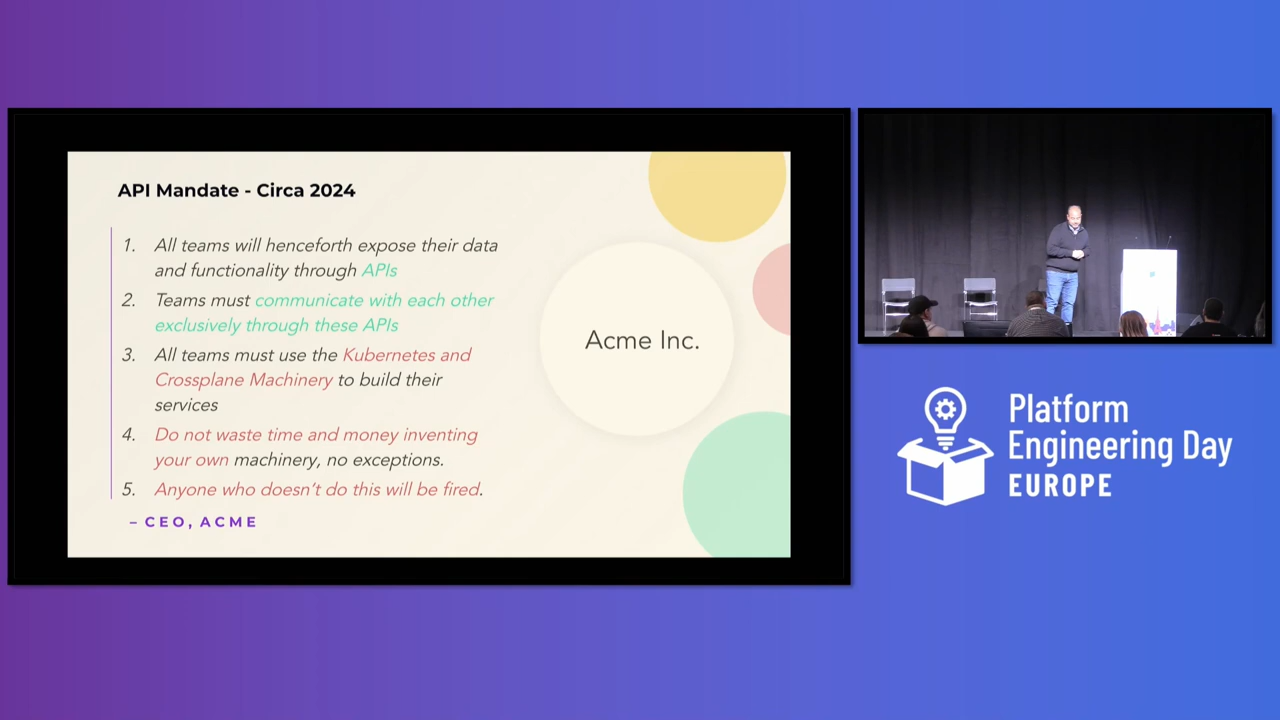 API Mandate - Circa 2024
1. All teams will henceforth expose their data
and functionality through APIs
2. Teams must communicate with each other
exclusively through these APIs
3. All teams must use the Kubernetes and
Crossplane Machinery to build their
services
4. Do not waste time and money inventing
your own machinery, no exceptions.
5. Anyone who doesn’t do this will be fired.
– CEO, ACME
Acme Inc.
Platform
Engineering Day
EUROPE